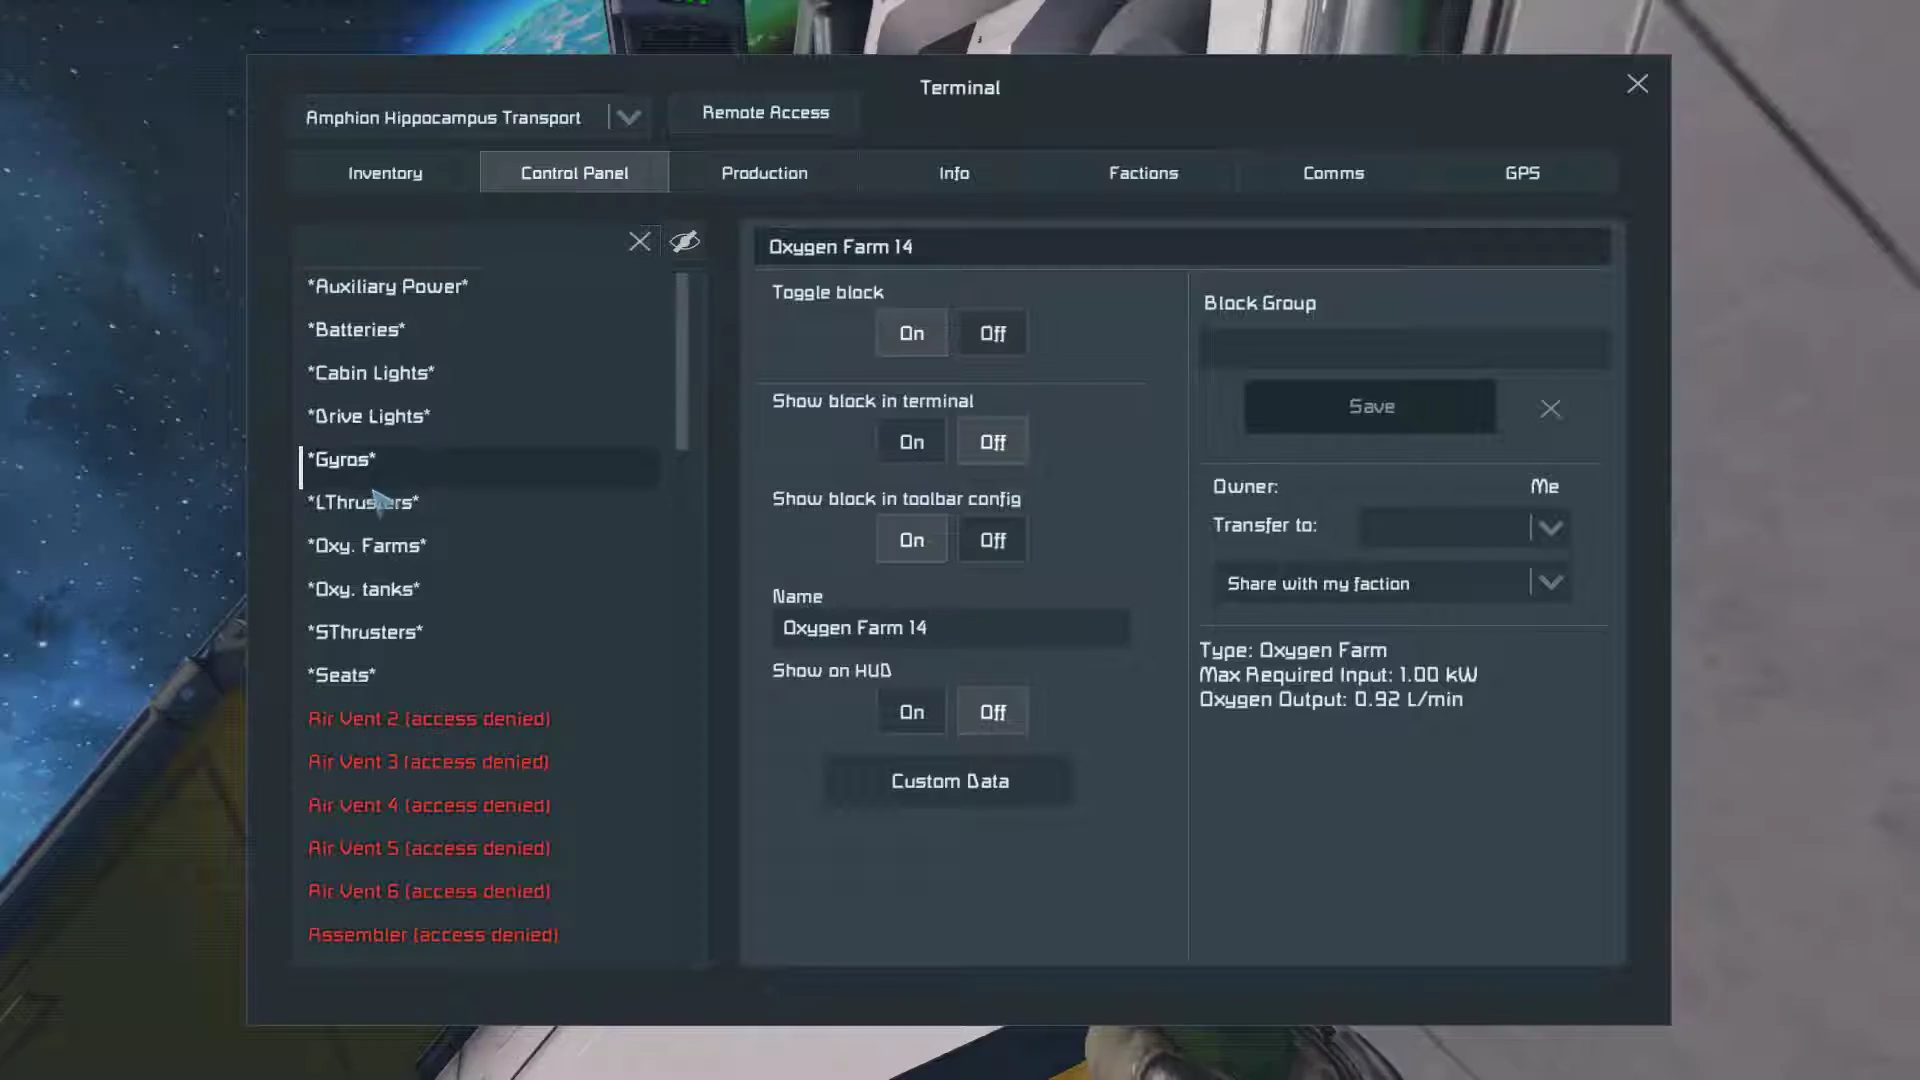 Terminal
Amphion Hippocampus Transport
Remote Access
Inventory
Control Panel
Production
Info
Factions
Comms
GPS
*Auxiliary Power*
*Batteries*
*Cabin Lights*
*Drive Lights*
*Gyros*
*LThrusters*
*Oxy. Farms*
*Oxy. tanks*
*SThrusters*
*Seats*
Air Vent 2 (access denied)
Air Vent 3 (access denied)
Air Vent 4 (access denied)
Air Vent 5 (access denied)
Air Vent 6 (access denied)
Assembler (access denied)
Oxygen Farm 14
Toggle block
On Off
Show block in terminal
On Off
Show block in toolbar config
On Off
Name
Oxygen Farm 14
Show on HUD
On Off
Custom Data
Block Group
Save
Owner: Me
Transfer to:
Share with my faction
Type: Oxygen Farm
Max Required Input: 1.00 kW
Oxygen Output: 0.92 L/min